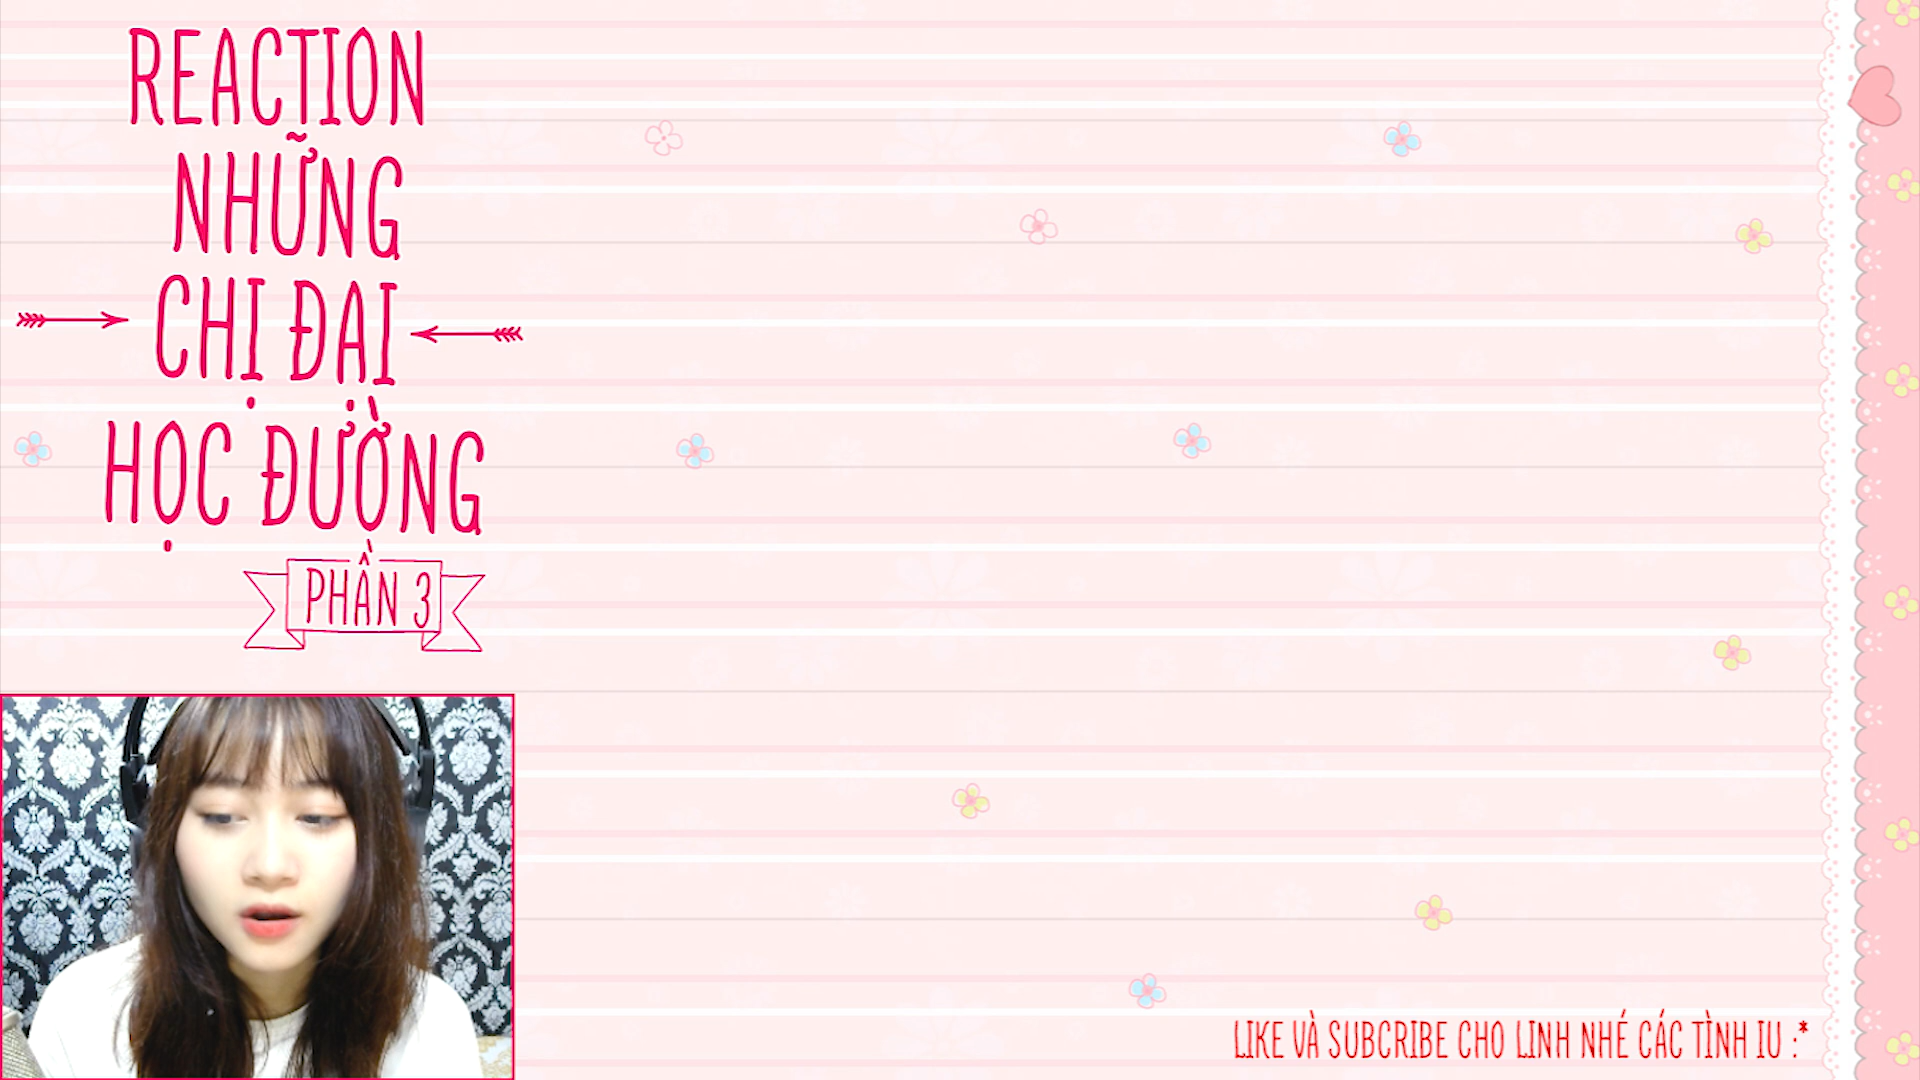 REACTION
NHỮNG
CHỊ ĐẠI
HỌC ĐƯỜNG
PHẦN 3
LIKE VÀ SUBCRIBE CHO LINH NHÉ CÁC TÌNH IU :*